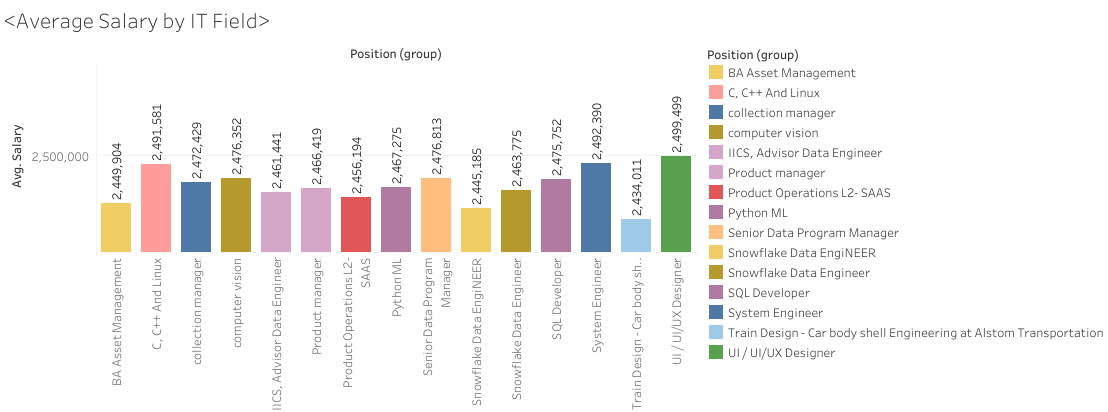 <Average Salary by IT Field>
Position (group)
Avg. Salary
2,500,000
2,449,904
2,491,581
2,472,429
2,476,352
2,461,441
2,466,419
2,456,194
2,467,275
2,476,813
2,445,185
2,463,775
2,475,752
2,492,390
2,434,011
2,499,499
BA Asset Management
C, C++ And Linux
collection manager
computer vision
IICS, Advisor Data Engineer
Product manager
Product Operations L2-
SAAS
Python ML
Senior Data Program
Manager
Snowflake Data EngiNEER
Snowflake Data Engineer
SQL Developer
System Engineer
Train Design - Car body sh..
UI / UI/UX Designer
Position (group)
BA Asset Management
C, C++ And Linux
collection manager
computer vision
IICS, Advisor Data Engineer
Product manager
Product Operations L2- SAAS
Python ML
Senior Data Program Manager
Snowflake Data EngiNEER
Snowflake Data Engineer
SQL Developer
System Engineer
Train Design - Car body shell Engineering at Alstom Transportation
UI / UI/UX Designer